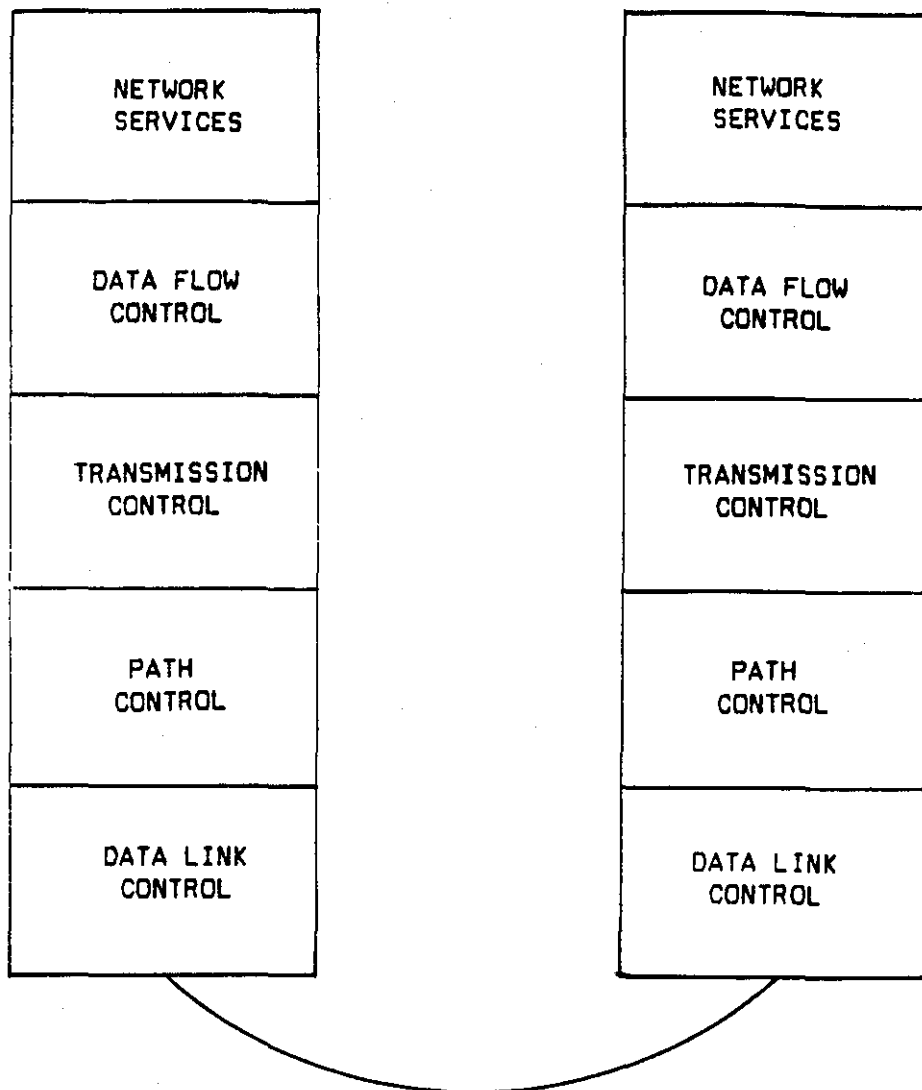 NETWORK
SERVICES
DATA FLOW
CONTROL
TRANSMISSION
CONTROL
PATH
CONTROL
DATA LINK
CONTROL
NETWORK
SERVICES
DATA FLOW
CONTROL
TRANSMISSION
CONTROL
PATH
CONTROL
DATA LINK
CONTROL